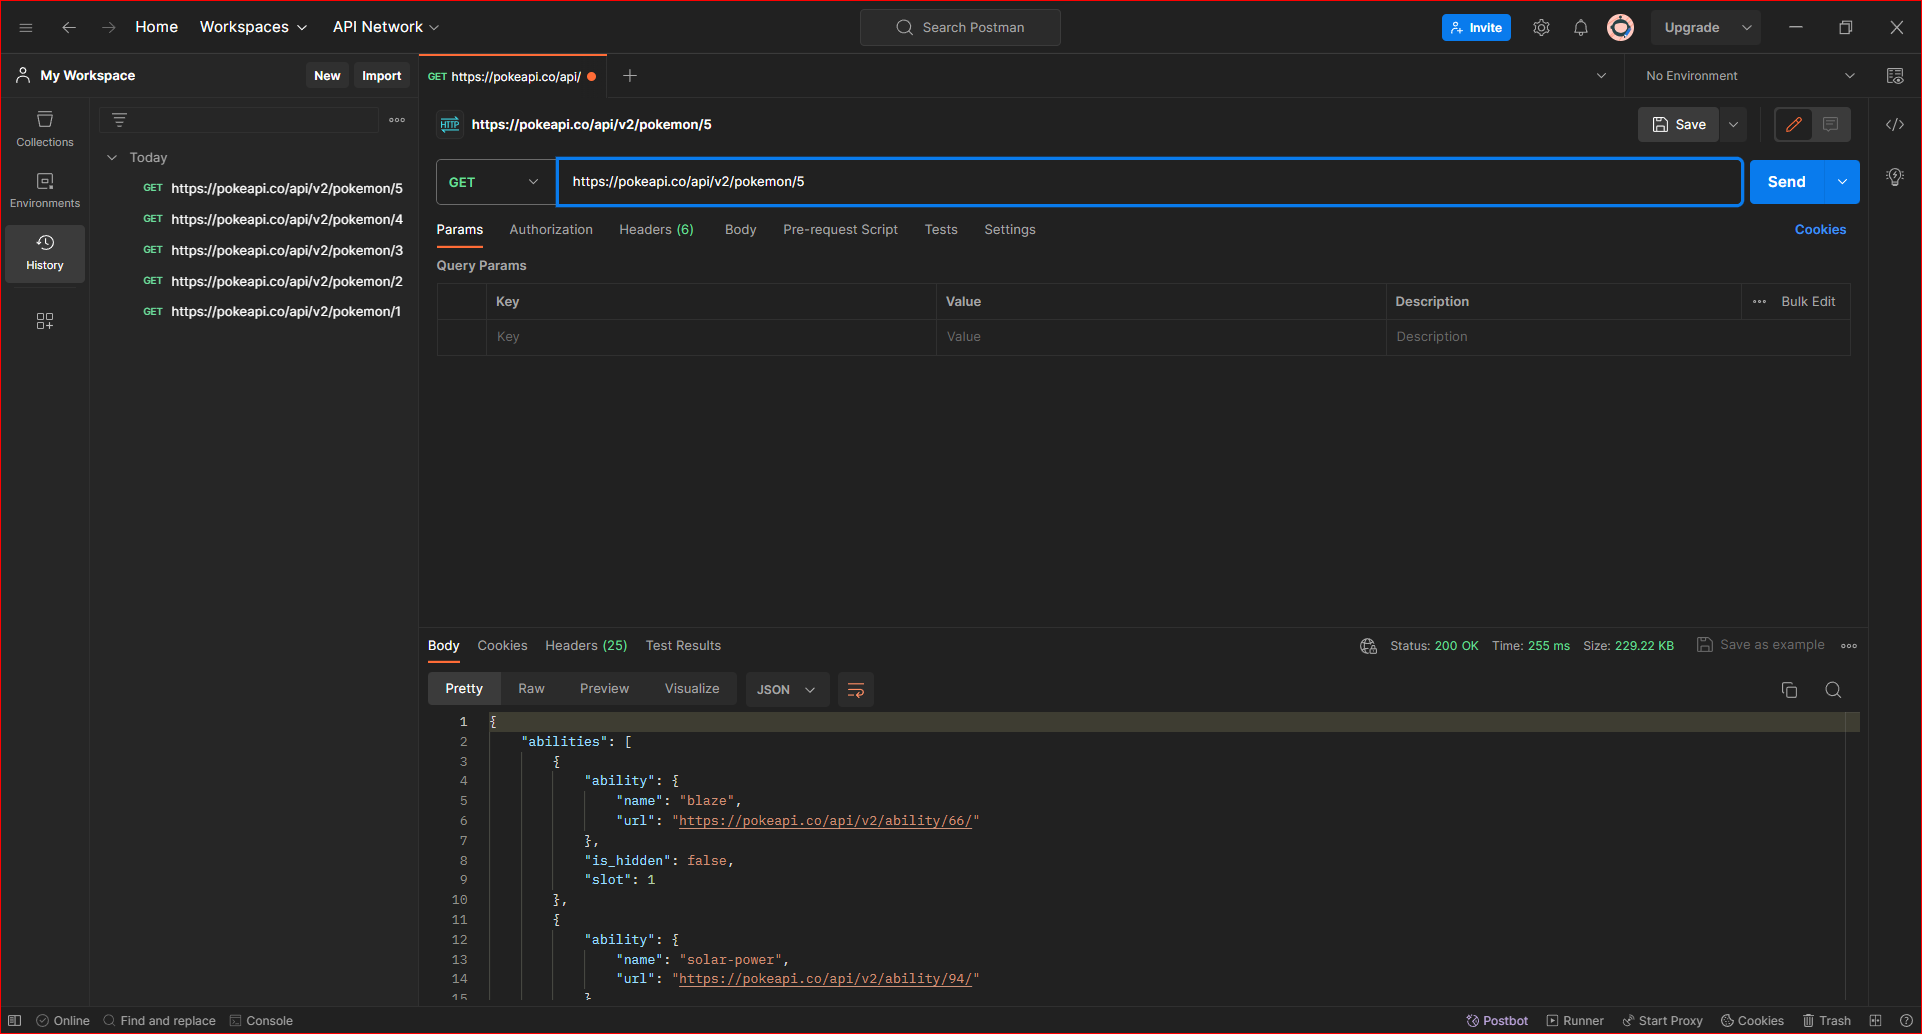 Home Workspaces API Network Search Postman Invite Upgrade
My Workspace New Import GET https://pokeapi.co/api/ No Environment
Collections
Environments
History
Today
GET https://pokeapi.co/api/v2/pokemon/5
GET https://pokeapi.co/api/v2/pokemon/4
GET https://pokeapi.co/api/v2/pokemon/3
GET https://pokeapi.co/api/v2/pokemon/2
GET https://pokeapi.co/api/v2/pokemon/1
HTTP https://pokeapi.co/api/v2/pokemon/5 Save
GET https://pokeapi.co/api/v2/pokemon/5 Send
Params Authorization Headers (6) Body Pre-request Script Tests Settings Cookies
Query Params
Key Value Description Bulk Edit
Key Value Description
Body Cookies Headers (25) Test Results Status: 200 OK Time: 255 ms Size: 229.22 KB Save as example
Pretty Raw Preview Visualize JSON
1 {
2 "abilities": [
3 {
4 "ability": {
5 "name": "blaze",
6 "url": "https://pokeapi.co/api/v2/ability/66/"
7 },
8 "is_hidden": false,
9 "slot": 1
10 },
11 {
12 "ability": {
13 "name": "solar-power",
14 "url": "https://pokeapi.co/api/v2/ability/94/"
15 }
Online Find and replace Console Postbot Runner Start Proxy Cookies Trash